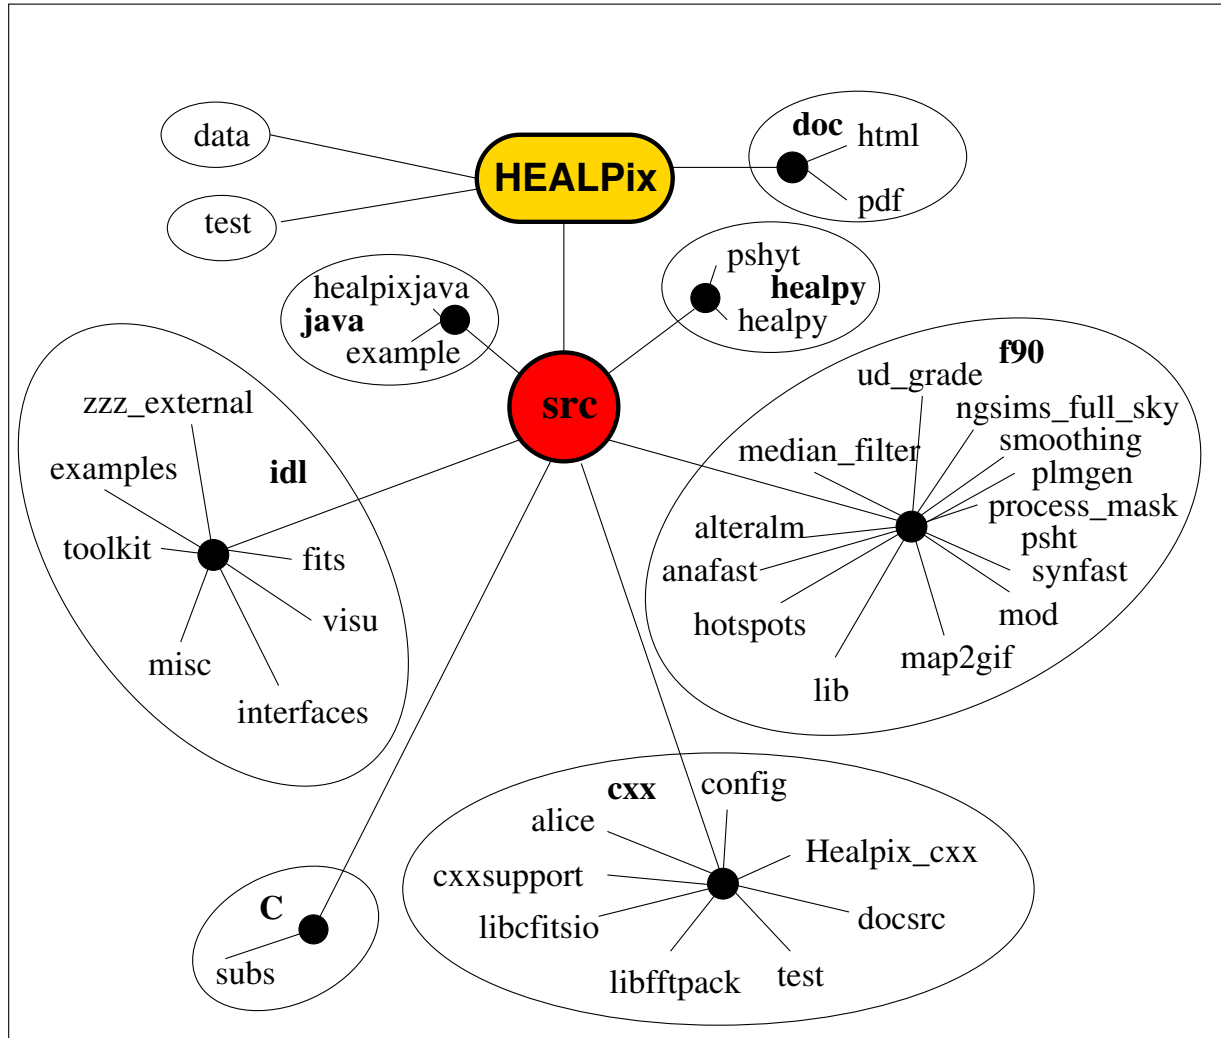 data
HEALPix
doc
html
pdf
test
pshyt
healpy
healpy
healpixjava
java
example
src
f90
ud_grade
ngsims_full_sky
smoothing
median_filter
plmgen
process_mask
alteralm
psht
anafast
synfast
hotspots
mod
map2gif
lib
zzz_external
examples
idl
toolkit
fits
visu
misc
interfaces
cxx
config
alice
Healpix_cxx
cxxsupport
docsrc
libcfitsio
libfftpack
test
C
subs